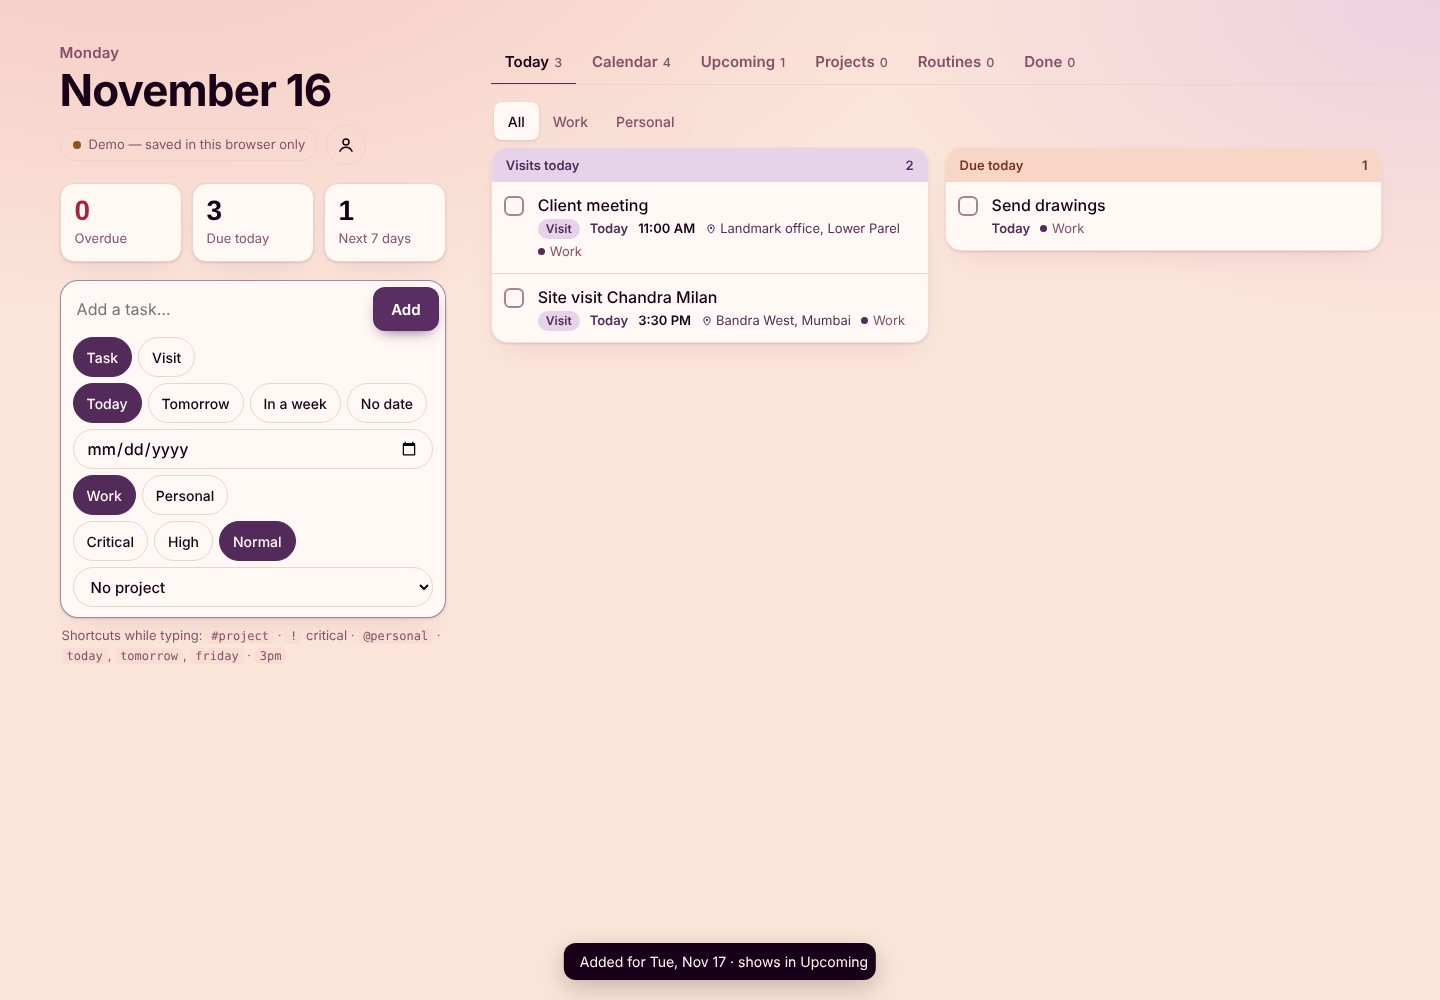 Monday
November 16
Demo — saved in this browser only
0
Overdue
3
Due today
1
Next 7 days
Add a task...
Add
Task
Visit
Today
Tomorrow
In a week
No date
mm/dd/yyyy
Work
Personal
Critical
High
Normal
No project
Shortcuts while typing: #project · ! critical · @personal ·
today , tomorrow , friday · 3pm
Today 3
Calendar 4
Upcoming 1
Projects 0
Routines 0
Done 0
All
Work
Personal
Visits today 2
Client meeting
Visit Today 11:00 AM Landmark office, Lower Parel
Work
Site visit Chandra Milan
Visit Today 3:30 PM Bandra West, Mumbai Work
Due today 1
Send drawings
Today Work
Added for Tue, Nov 17 · shows in Upcoming